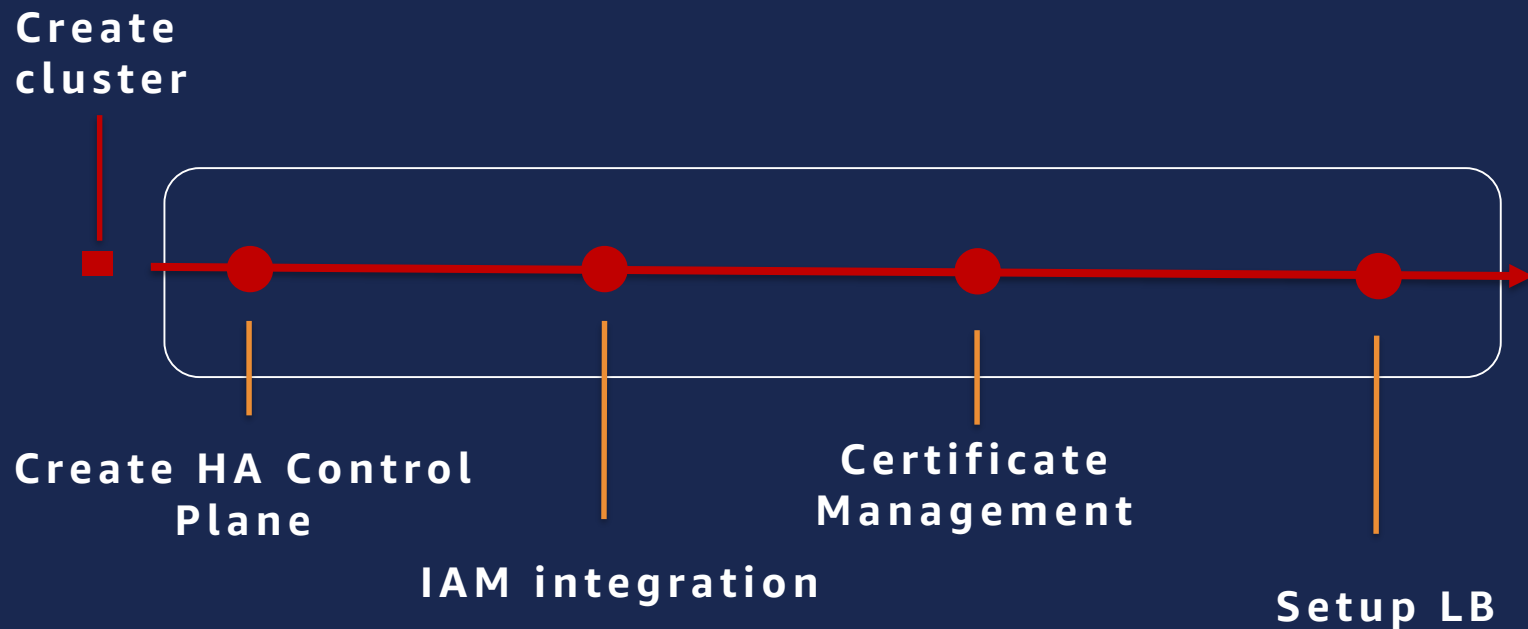 Create
cluster
Create HA Control
Plane
IAM integration
Certificate
Management
Setup LB